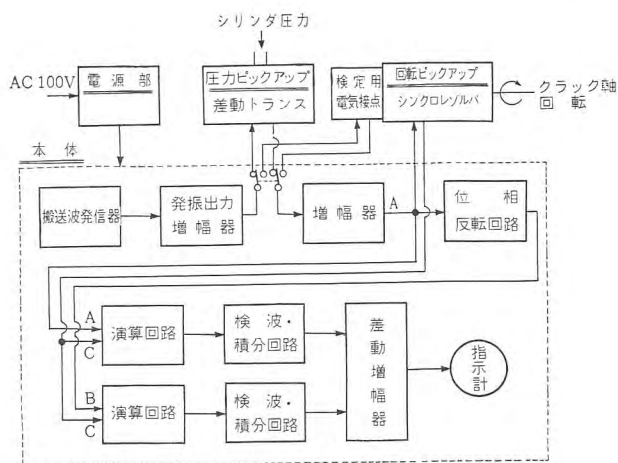 シリンダ圧力
AC 100V
電源部
圧力ピックアップ
差動トランス
検定用
電気接点
回転ピックアップ
シンクロレゾルバ
クラック軸
回転
本体
搬送波発信器
発振出力
増幅器
増幅器
A
位相
反転回路
A
C
演算回路
検波・
積分回路
差動増幅器
指示計
B
C
演算回路
検波・
積分回路